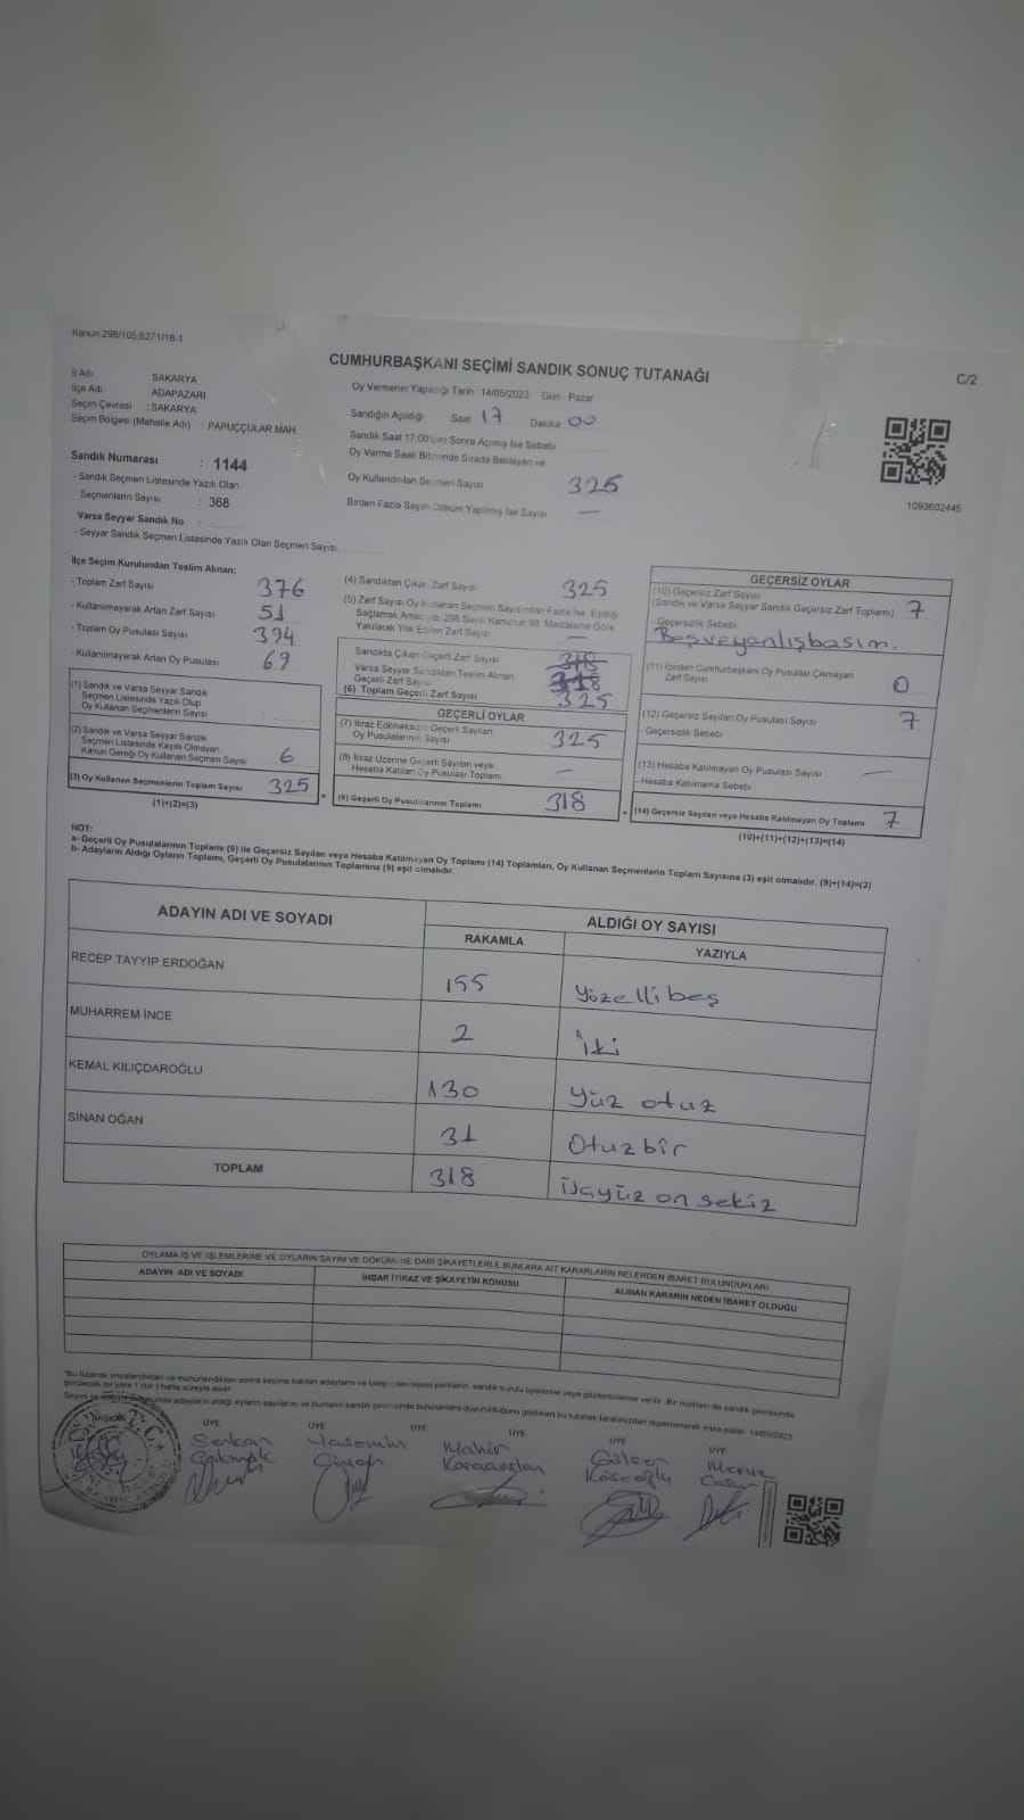 Kanun 298/105,6271/18-1
CUMHURBAŞKANI SEÇİMİ SANDIK SONUÇ TUTANAĞI
C/2
İl Adı : SAKARYA
İlçe Adı : ADAPAZARI
Seçim Çevresi : SAKARYA
Seçim Bölgesi (Mahalle Adı) : PAPUÇÇULAR MAH.
Oy Vermenin Yapıldığı Tarih 14/05/2023 Gün: Pazar
Sandığın Açıldığı Saat 17 Dakika 00
Sandık Saat 17:00'den Sonra Açılmış İse Sebebi
Oy Verme Saati Bitiminde Sırada Bekleyen ve
Oy Kullandırılan Seçmen Sayısı 325
Birden Fazla Sayım Döküm Yapılmış İse Sayısı —
1093602445
Sandık Numarası : 1144
- Sandık Seçmen Listesinde Yazılı Olan
Seçmenlerin Sayısı : 368
Varsa Seyyar Sandık No
- Seyyar Sandık Seçmen Listesinde Yazılı Olan Seçmen Sayısı
İlçe Seçim Kurulundan Teslim Alınan:
- Toplam Zarf Sayısı 376
- Kullanılmayarak Artan Zarf Sayısı 51
- Toplam Oy Pusulası Sayısı 394
- Kullanılmayarak Artan Oy Pusulası 69
(1) Sandık ve Varsa Seyyar Sandık
Seçmen Listesinde Yazılı Olup
Oy Kullanan Seçmenlerin Sayısı
(2) Sandık ve Varsa Seyyar Sandık
Seçmen Listesinde Kayıtlı Olmayan
Kanun Gereği Oy Kullanan Seçmen Sayısı 6
(3) Oy Kullanan Seçmenlerin Toplam Sayısı 325
(1)+(2)=(3)
(4) Sandıktan Çıkan Zarf Sayısı 325
(5) Zarf Sayısı Oy Kullanan Seçmen Sayısından Fazla İse, Eşitliği
Sağlamak Amacıyla 298 Sayılı Kanunun 98. Maddesine Göre
Yakılarak Yok Edilen Zarf Sayısı —
Sandıkta Çıkan Geçerli Zarf Sayısı 318
Varsa Seyyar Sandıktan Teslim Alınan
Geçerli Zarf Sayısı 318
(6) Toplam Geçerli Zarf Sayısı 325
GEÇERLİ OYLAR
(7) İtiraz Edilmeksizin Geçerli Sayılan
Oy Pusulalarının Sayısı 325
(8) İtiraz Üzerine Geçerli Sayılan veya
Hesaba Katılan Oy Pusulası Toplamı —
(9) Geçerli Oy Pusulalarının Toplamı 318
GEÇERSİZ OYLAR
(10) Geçersiz Zarf Sayısı
(Sandık ve Varsa Seyyar Sandık Geçersiz Zarf Toplamı) 7
Geçersizlik Sebebi:
Boş ve yanlış basım.
(11) İçinden Cumhurbaşkanı Oy Pusulası Çıkmayan
Zarf Sayısı 0
(12) Geçersiz Sayılan Oy Pusulası Sayısı 7
Geçersizlik Sebebi
(13) Hesaba Katılmayan Oy Pusulası Sayısı —
Hesaba Katılmama Sebebi
(14) Geçersiz Sayılan veya Hesaba Katılmayan Oy Toplamı 7
(10)+(11)+(12)+(13)=(14)
NOT:
a- Geçerli Oy Pusulalarının Toplamı (9) ile Geçersiz Sayılan veya Hesaba Katılmayan Oy Toplamı (14) Toplamları, Oy Kullanan Seçmenlerin Toplam Sayısına (3) eşit olmalıdır. (9)+(14)=(3)
b- Adayların Aldığı Oyların Toplamı, Geçerli Oy Pusulalarının Toplamına (9) eşit olmalıdır.
ADAYIN ADI VE SOYADI
ALDIĞI OY SAYISI
RAKAMLA YAZIYLA
RECEP TAYYİP ERDOĞAN 155 Yüzellibeş
MUHARREM İNCE 2 İki
KEMAL KILIÇDAROĞLU 130 Yüz otuz
SİNAN OĞAN 31 Otuzbir
TOPLAM 318 üçyüz on sekiz
OYLAMA İŞ VE İŞLEMLERİNE VE OYLARIN SAYIM VE DÖKÜMÜNE DAİR ŞİKAYETLERLE BUNLARA AİT KARARLARIN NELERDEN İBARET BULUNDUKLARI
ADAYIN ADI VE SOYADI
İHBAR İTİRAZ VE ŞİKAYETİN KONUSU
ALINAN KARARIN NEDEN İBARET OLDUĞU
ÜYE ÜYE ÜYE ÜYE ÜYE ÜYE
Serkan Yasemin Mahir Gülser Merve
Karaaslan Köseoğlu